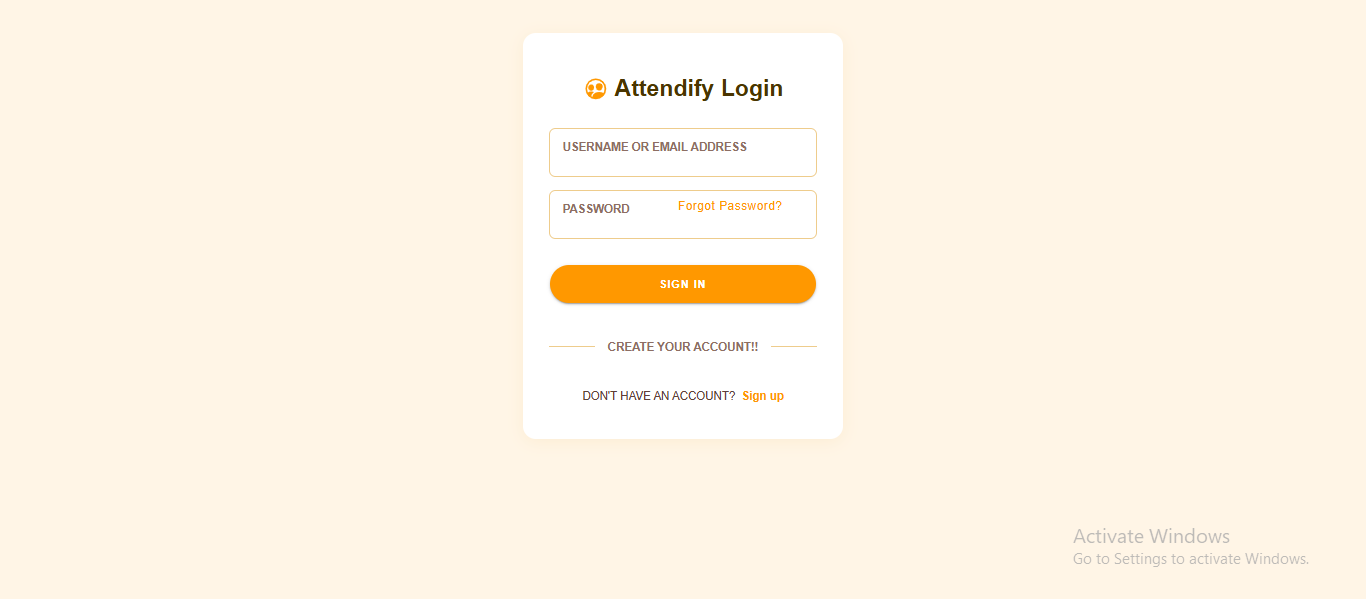 Attendify Login
USERNAME OR EMAIL ADDRESS
PASSWORD
Forgot Password?
SIGN IN
CREATE YOUR ACCOUNT!!
DON'T HAVE AN ACCOUNT? Sign up
Activate Windows
Go to Settings to activate Windows.